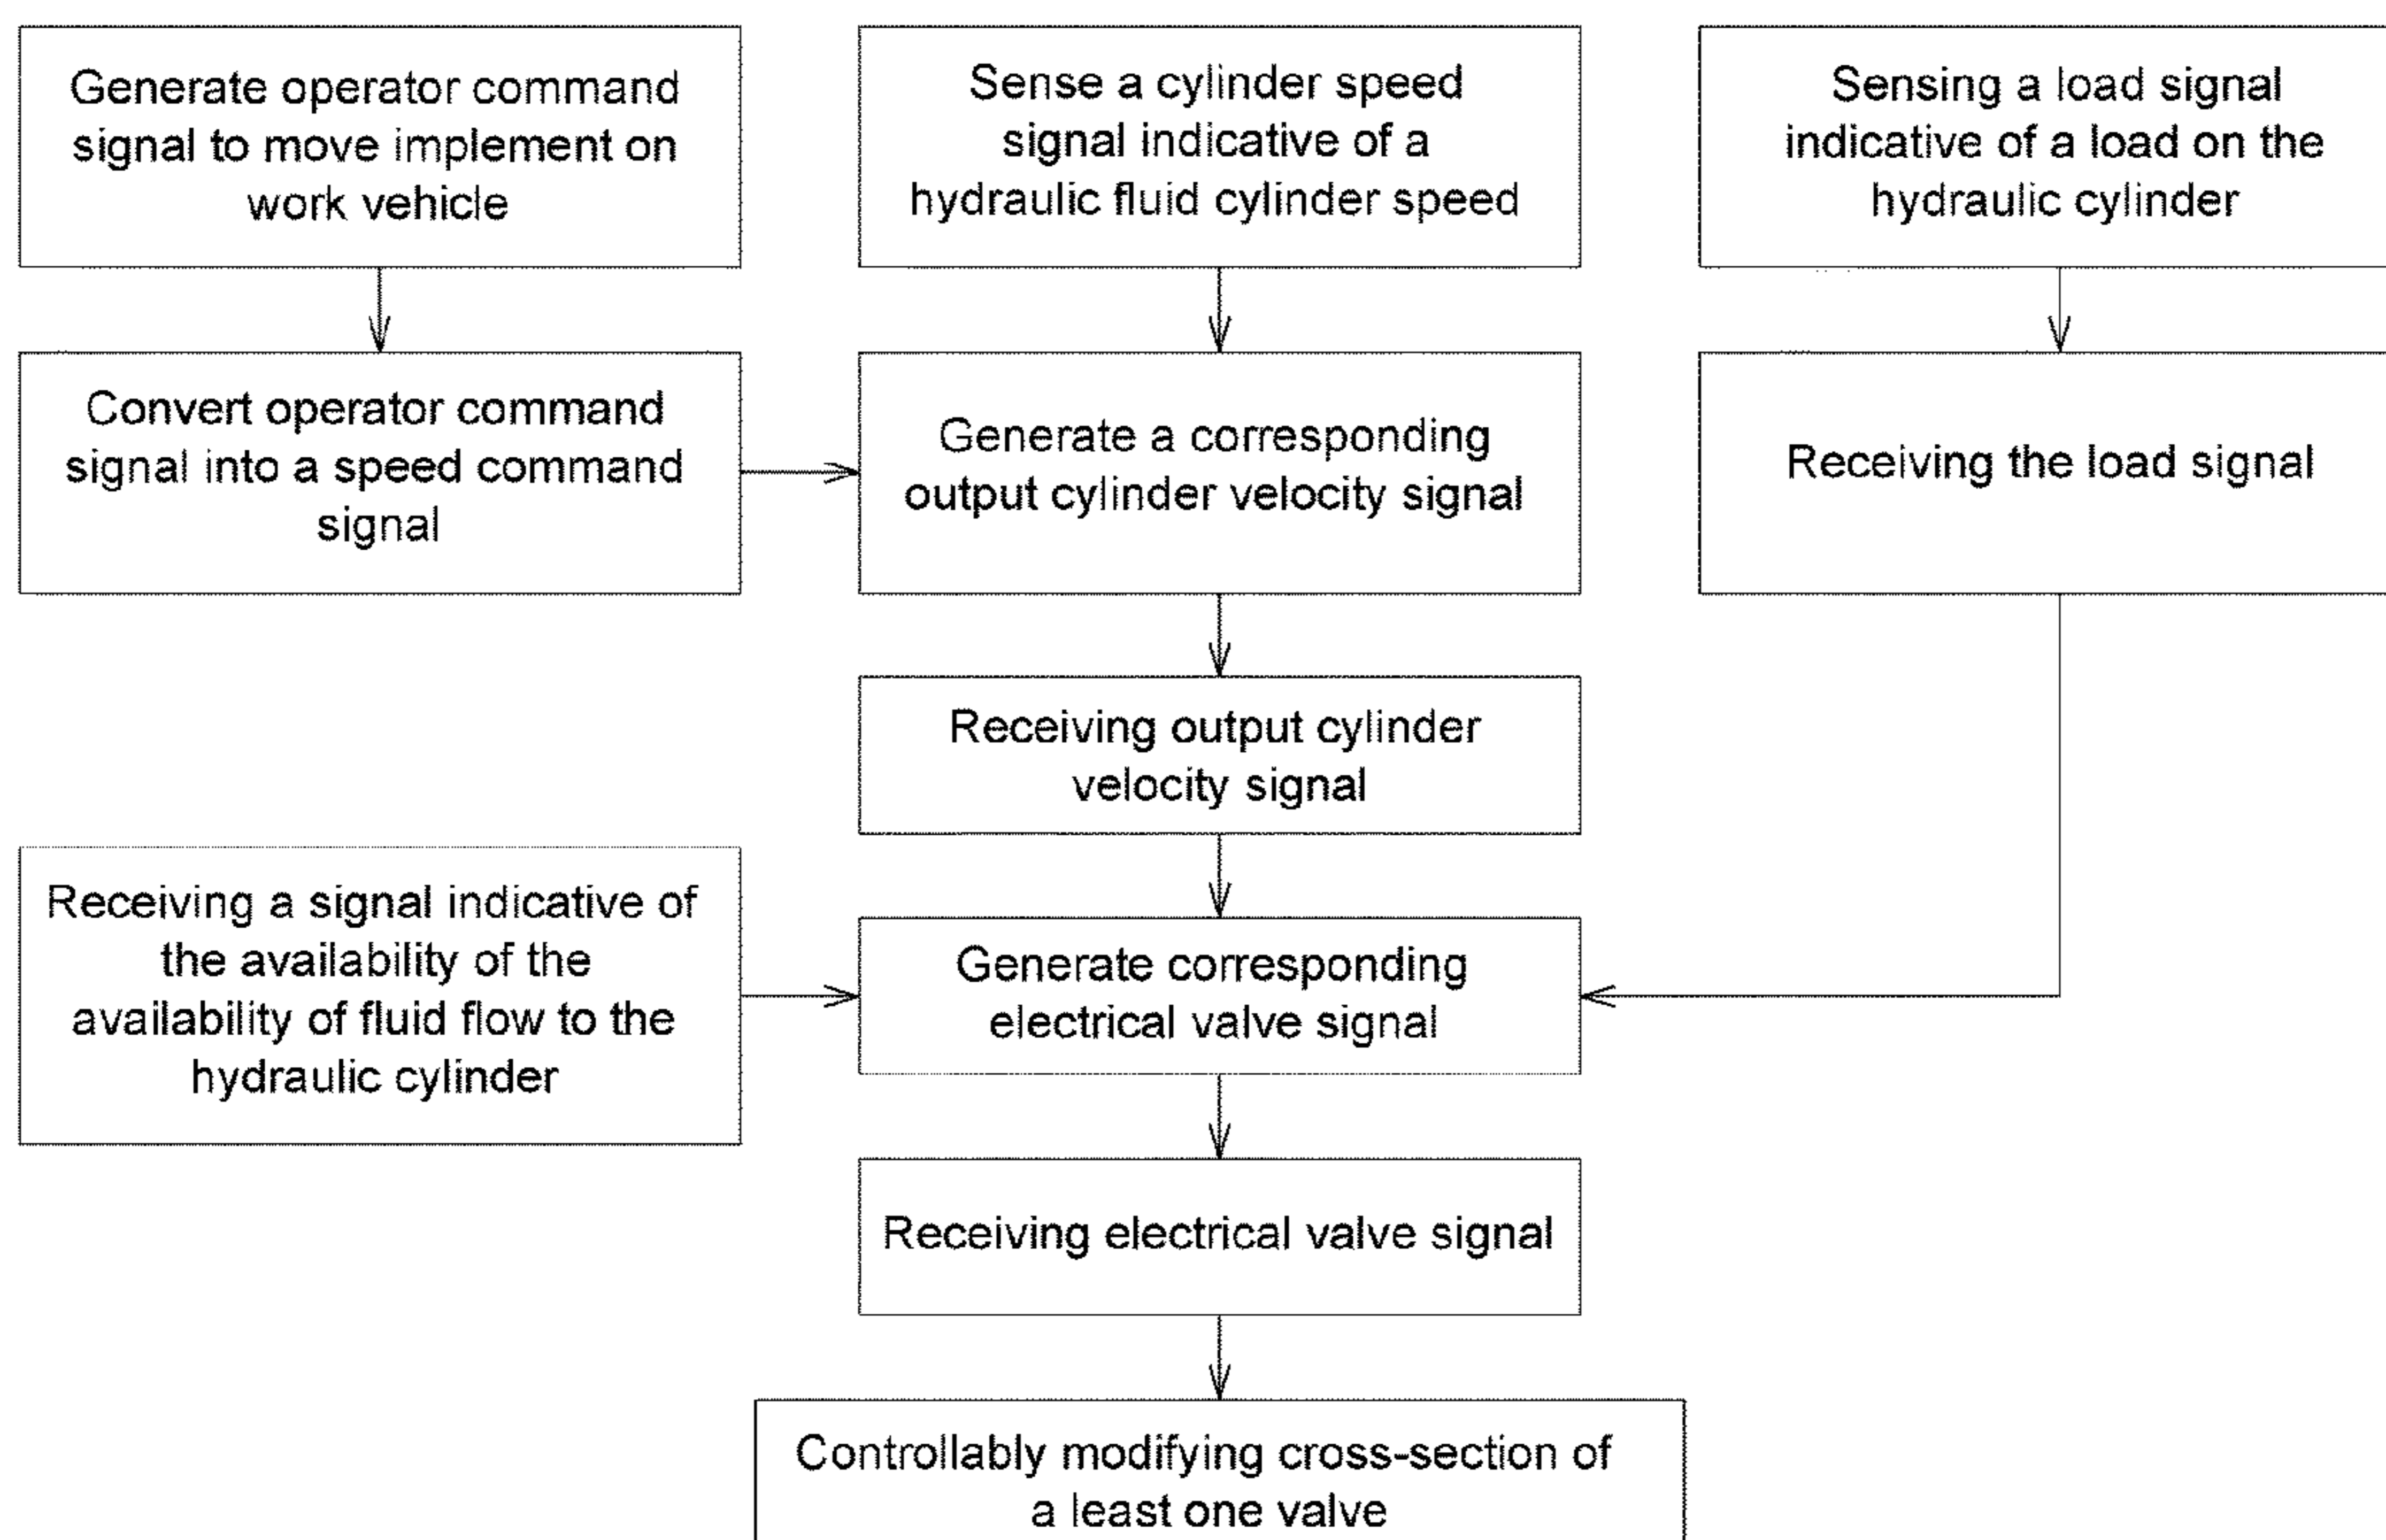 Generate operator command
signal to move implement on
work vehicle
Sense a cylinder speed
signal indicative of a
hydraulic fluid cylinder speed
Sensing a load signal
indicative of a load on the
hydraulic cylinder
Convert operator command
signal into a speed command
signal
Generate a corresponding
output cylinder velocity signal
Receiving the load signal
Receiving output cylinder
velocity signal
Receiving a signal indicative of
the availability of the
availability of fluid flow to the
hydraulic cylinder
Generate corresponding
electrical valve signal
Receiving electrical valve signal
Controllably modifying cross-section of
a least one valve